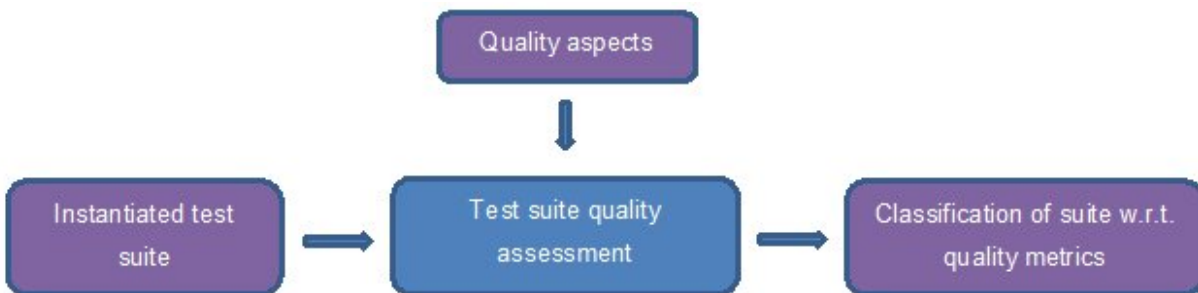 Quality aspects
Instantiated test
suite
Test suite quality
assessment
Classification of suite w.r.t.
quality metrics